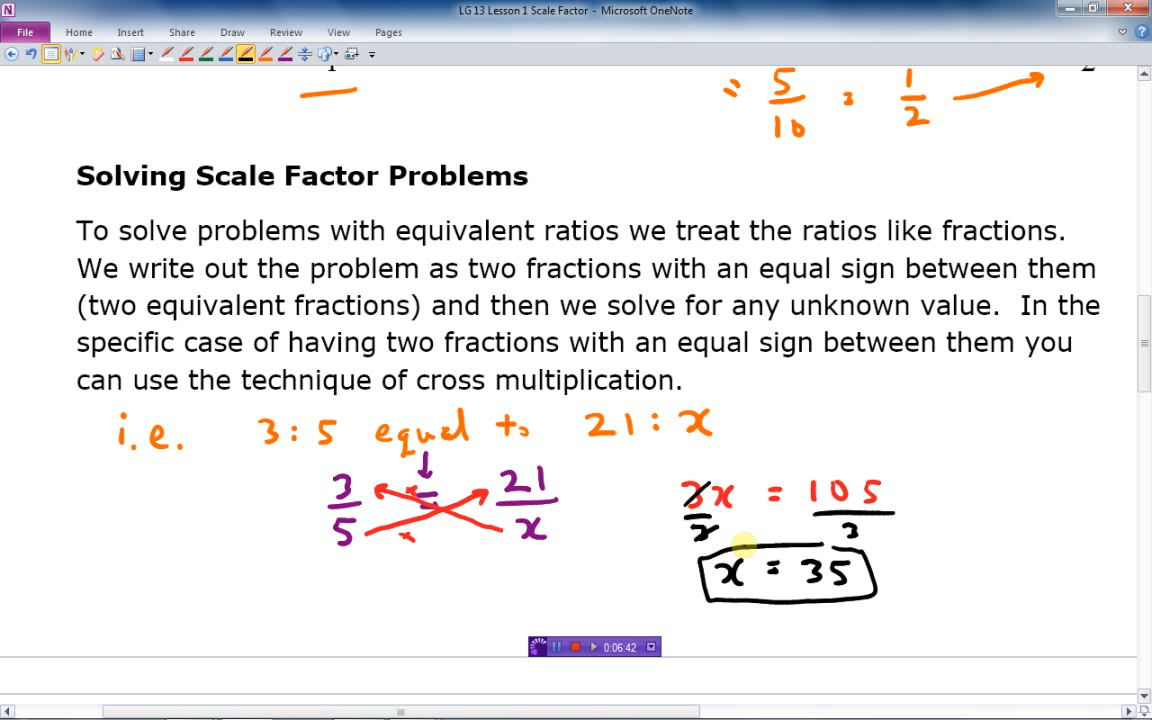 LG 13 Lesson 1 Scale Factor - Microsoft OneNote
File Home Insert Share Draw Review View Pages
= 5/10 = 1/2
Solving Scale Factor Problems
To solve problems with equivalent ratios we treat the ratios like fractions.
We write out the problem as two fractions with an equal sign between them
(two equivalent fractions) and then we solve for any unknown value. In the
specific case of having two fractions with an equal sign between them you
can use the technique of cross multiplication.
i.e. 3:5 equal to 21:x
3/5 = 21/x
3x/3 = 105/3
x = 35
0:06:42